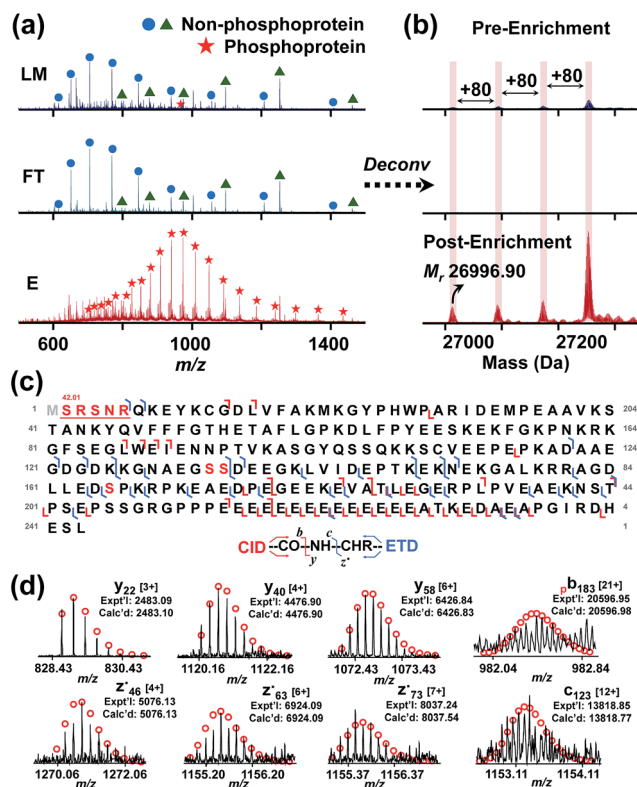 (a)
(b)
Non-phosphoprotein
Phosphoprotein
LM
FT
E
600
1000
1400
m/z
Deconv
Pre-Enrichment
+80
+80
+80
Post-Enrichment
Mr 26996.90
27000
27200
Mass (Da)
(c)
42.01
1 MSRSNRQKEYKCGDLVFAKMKGYPHWPARIDEMPEAAVKS 204
41 TANKYQVFFFGTHETAFLGPKDLFPYEESKEKFGKPNKRK 164
81 GFSEGLWEIENNPTVKASGYQSSQKKSCVEEPEPKADAAE 124
121 GDGDKKGNAEGSSDEEGKLVIDEPTKEKNEKGALKRRAGD 84
161 LLEDSPKRPKEAEDPEGEEKEVATLEGERPLPVEAEKNST 44
201 PSEPSSGRGPPPEEEEEEEEEEEEEEATKEDAEAPGIRDH 4
241 ESL 1
b c
CID --CO-NH-CHR-- ETD
y z•
(d)
y22 [3+]
Expt'l: 2483.09
Calc'd: 2483.10
828.43 830.43
m/z
y40 [4+]
Expt'l: 4476.90
Calc'd: 4476.90
1120.16 1122.16
m/z
y58 [6+]
Expt'l: 6426.84
Calc'd: 6426.83
1072.43 1073.43
m/z
pb183 [21+]
Expt'l: 20596.95
Calc'd: 20596.98
982.04 982.84
m/z
z•46 [4+]
Expt'l: 5076.13
Calc'd: 5076.13
1270.06 1272.06
m/z
z•63 [6+]
Expt'l: 6924.09
Calc'd: 6924.09
1155.20 1156.20
m/z
z•73 [7+]
Expt'l: 8037.24
Calc'd: 8037.54
1155.37 1156.37
m/z
c123 [12+]
Expt'l: 13818.85
Calc'd: 13818.77
1153.11 1154.11
m/z